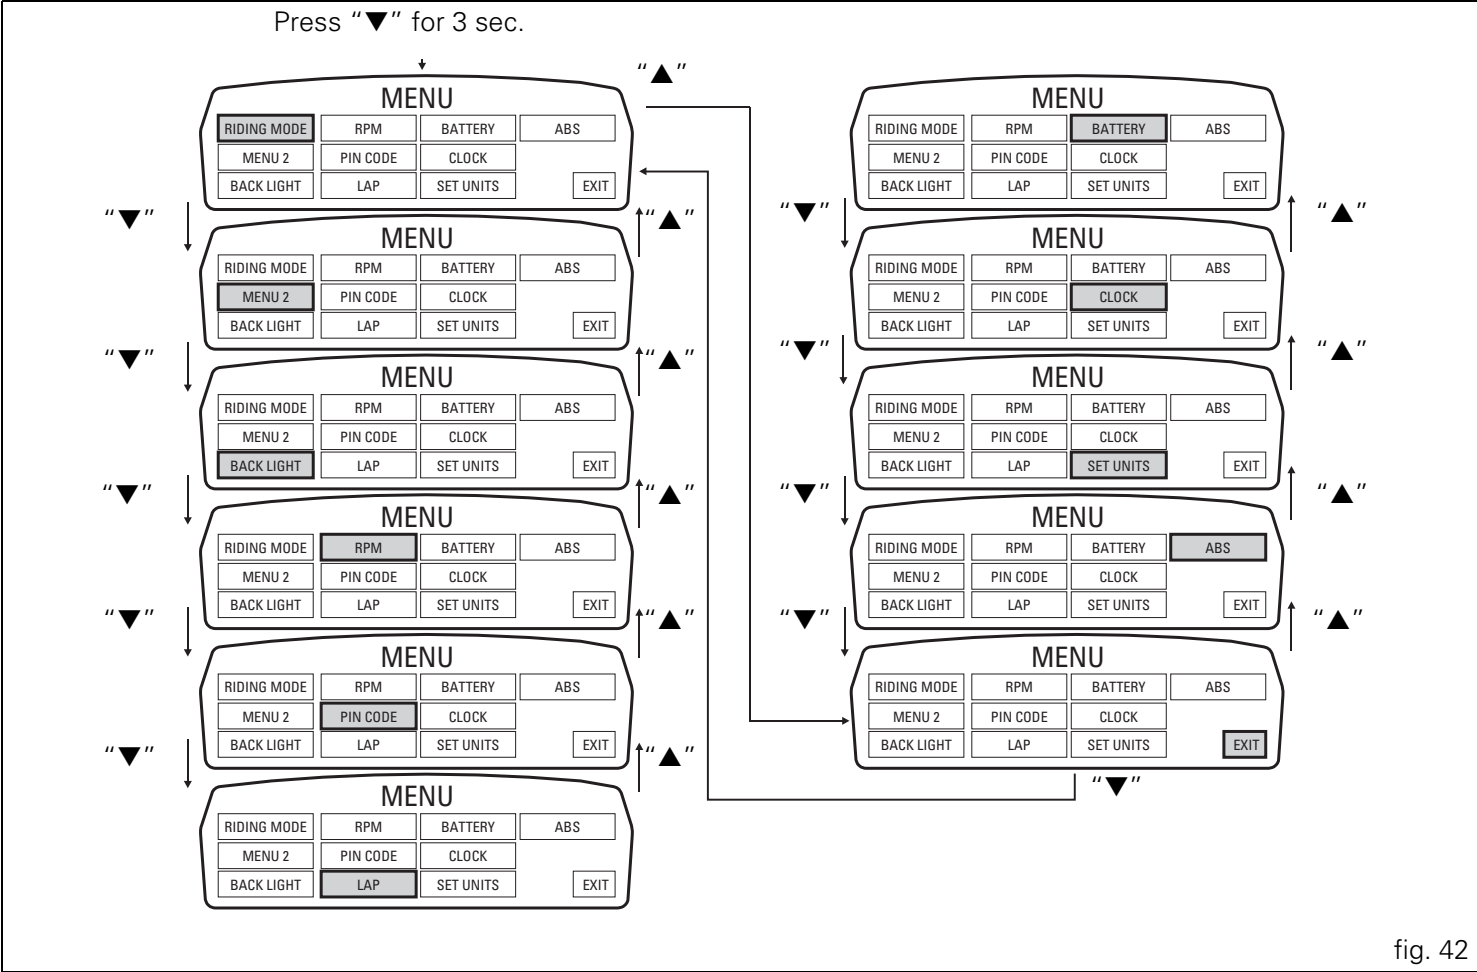 Press “▼” for 3 sec.
“▲”
MENU
RIDING MODE RPM BATTERY ABS
MENU 2 PIN CODE CLOCK
BACK LIGHT LAP SET UNITS EXIT
“▼” “▲”
MENU
RIDING MODE RPM BATTERY ABS
MENU 2 PIN CODE CLOCK
BACK LIGHT LAP SET UNITS EXIT
“▼” “▲”
MENU
RIDING MODE RPM BATTERY ABS
MENU 2 PIN CODE CLOCK
BACK LIGHT LAP SET UNITS EXIT
“▼” “▲”
MENU
RIDING MODE RPM BATTERY ABS
MENU 2 PIN CODE CLOCK
BACK LIGHT LAP SET UNITS EXIT
“▼” “▲”
MENU
RIDING MODE RPM BATTERY ABS
MENU 2 PIN CODE CLOCK
BACK LIGHT LAP SET UNITS EXIT
“▼” “▲”
MENU
RIDING MODE RPM BATTERY ABS
MENU 2 PIN CODE CLOCK
BACK LIGHT LAP SET UNITS EXIT
MENU
RIDING MODE RPM BATTERY ABS
MENU 2 PIN CODE CLOCK
BACK LIGHT LAP SET UNITS EXIT
“▼” “▲”
MENU
RIDING MODE RPM BATTERY ABS
MENU 2 PIN CODE CLOCK
BACK LIGHT LAP SET UNITS EXIT
“▼” “▲”
MENU
RIDING MODE RPM BATTERY ABS
MENU 2 PIN CODE CLOCK
BACK LIGHT LAP SET UNITS EXIT
“▼” “▲”
MENU
RIDING MODE RPM BATTERY ABS
MENU 2 PIN CODE CLOCK
BACK LIGHT LAP SET UNITS EXIT
“▼” “▲”
MENU
RIDING MODE RPM BATTERY ABS
MENU 2 PIN CODE CLOCK
BACK LIGHT LAP SET UNITS EXIT
“▼”
fig. 42